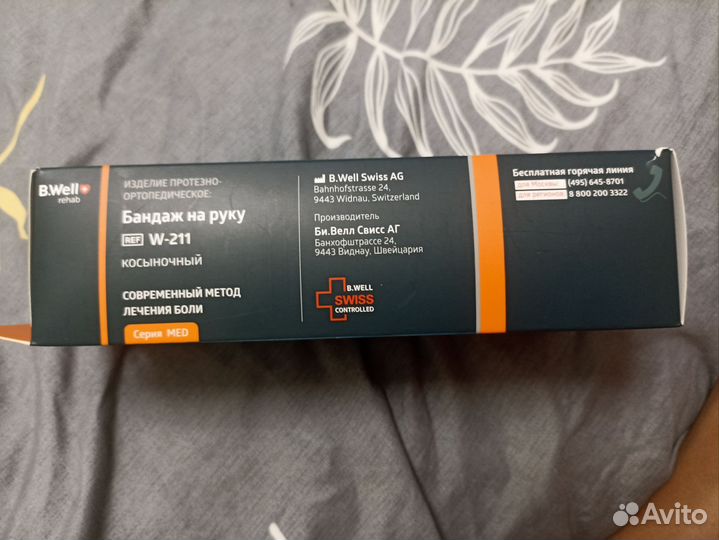 B.Well
rehab
ИЗДЕЛИЕ ПРОТЕЗНО-
ОРТОПЕДИЧЕСКОЕ:
Бандаж на руку
REF W-211
КОСЫНОЧНЫЙ
СОВРЕМЕННЫЙ МЕТОД
ЛЕЧЕНИЯ БОЛИ
Серия MED
B.Well Swiss AG
Bahnhofstrasse 24,
9443 Widnau, Switzerland
Производитель
Би.Велл Свисс АГ
Банхофштрассе 24,
9443 Виднау, Швейцария
B.WELL
SWISS
CONTROLLED
Бесплатная горячая линия
для Москвы (495) 645-8701
для регионов 8 800 200 3322
Avito